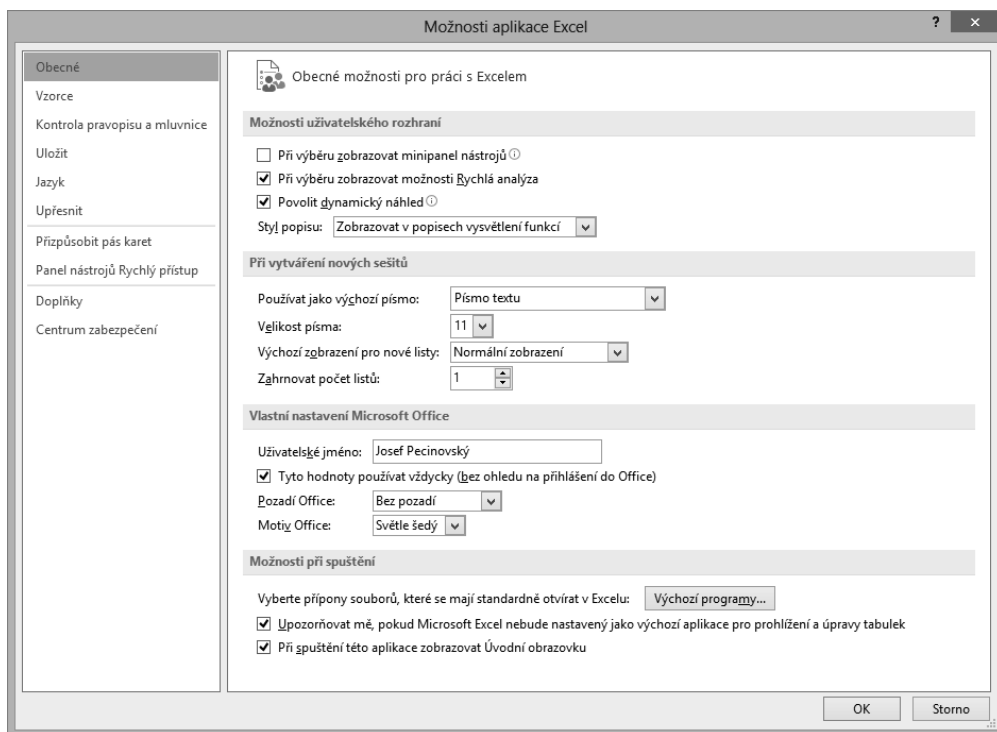 Možnosti aplikace Excel
?
Obecné
Vzorce
Kontrola pravopisu a mluvnice
Uložit
Jazyk
Upřesnit
Přizpůsobit pás karet
Panel nástrojů Rychlý přístup
Doplňky
Centrum zabezpečení
Obecné možnosti pro práci s Excelem
Možnosti uživatelského rozhraní
Při výběru zobrazovat minipanel nástrojů
Při výběru zobrazovat možnosti Rychlá analýza
Povolit dynamický náhled
Styl popisu: Zobrazovat v popisech vysvětlení funkcí
Při vytváření nových sešitů
Používat jako výchozí písmo: Písmo textu
Velikost písma: 11
Výchozí zobrazení pro nové listy: Normální zobrazení
Zahrnovat počet listů: 1
Vlastní nastavení Microsoft Office
Uživatelské jméno: Josef Pecinovský
Tyto hodnoty používat vždycky (bez ohledu na přihlášení do Office)
Pozadí Office: Bez pozadí
Motiv Office: Světle šedý
Možnosti při spuštění
Vyberte přípony souborů, které se mají standardně otvírat v Excelu: Výchozí programy...
Upozorňovat mě, pokud Microsoft Excel nebude nastavený jako výchozí aplikace pro prohlížení a úpravy tabulek
Při spuštění této aplikace zobrazovat Úvodní obrazovku
OK Storno